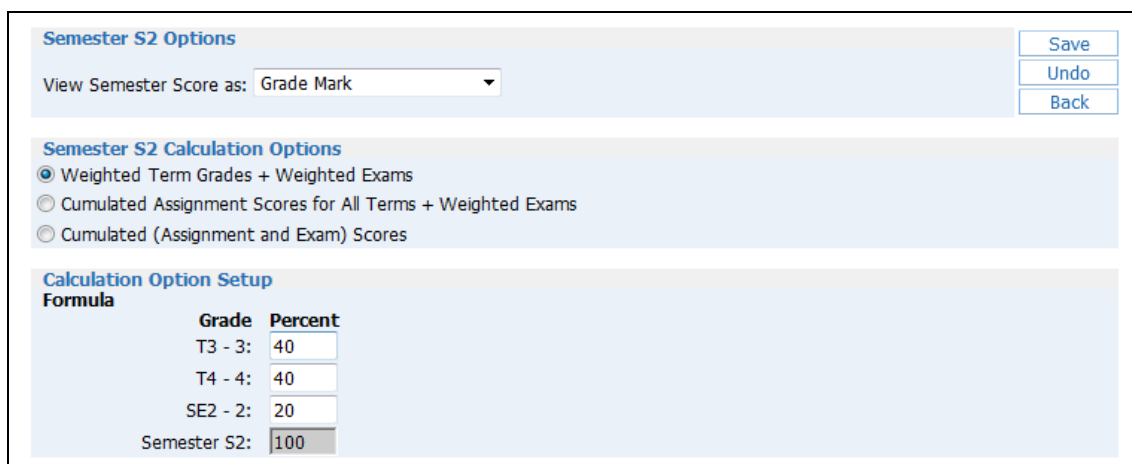 Semester S2 Options
Save
View Semester Score as: Grade Mark
Undo
Back
Semester S2 Calculation Options
Weighted Term Grades + Weighted Exams
Cumulated Assignment Scores for All Terms + Weighted Exams
Cumulated (Assignment and Exam) Scores
Calculation Option Setup
Formula
Grade Percent
T3 - 3: 40
T4 - 4: 40
SE2 - 2: 20
Semester S2: 100